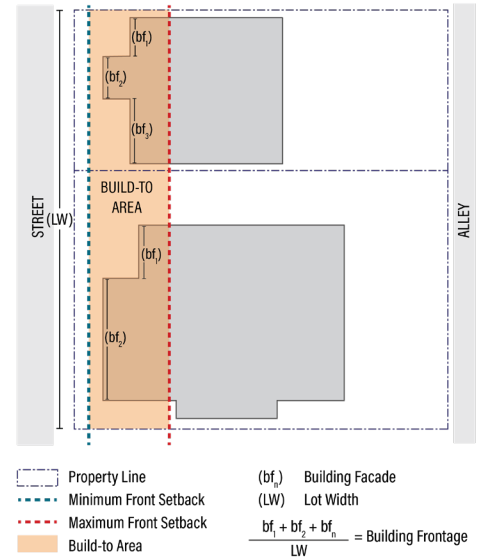 (bf₁)
(bf₂)
(bf₃)
BUILD-TO
AREA
STREET
(LW)
ALLEY
(bf₁)
(bf₂)
Property Line
Minimum Front Setback
Maximum Front Setback
Build-to Area
(bfₙ) Building Facade
(LW) Lot Width
bf₁ + bf₂ + bfₙ
LW
= Building Frontage